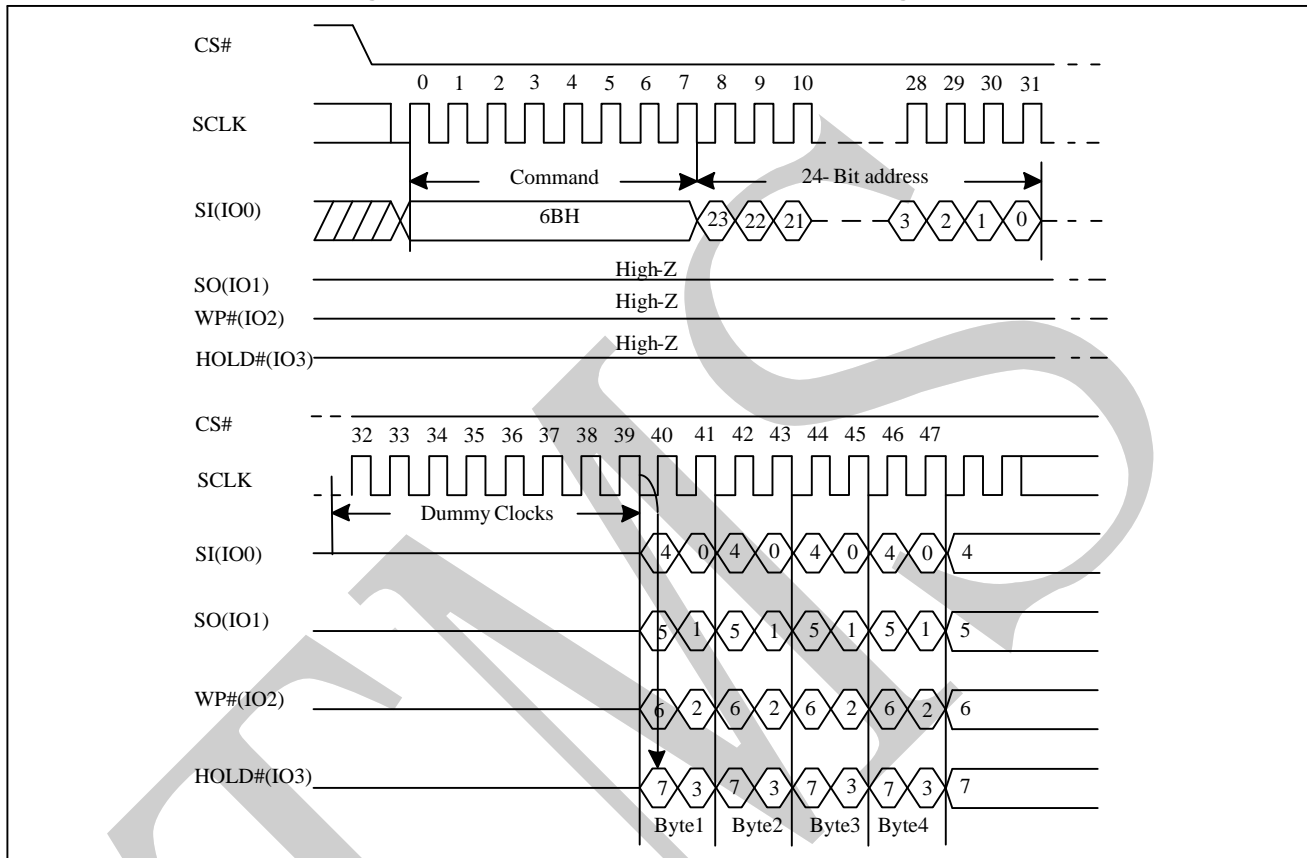 CS#
0 1 2 3 4 5 6 7 8 9 10 28 29 30 31
SCLK
Command 24- Bit address
SI(IO0) 6BH 23 22 21 3 2 1 0
High-Z
SO(IO1)
High-Z
WP#(IO2)
High-Z
HOLD#(IO3)
CS#
32 33 34 35 36 37 38 39 40 41 42 43 44 45 46 47
SCLK
Dummy Clocks
SI(IO0) 4 0 4 0 4 0 4 0 4
SO(IO1) 5 1 5 1 5 1 5 1 5
WP#(IO2) 6 2 6 2 6 2 6 2 6
HOLD#(IO3) 7 3 7 3 7 3 7 3 7
Byte1 Byte2 Byte3 Byte4